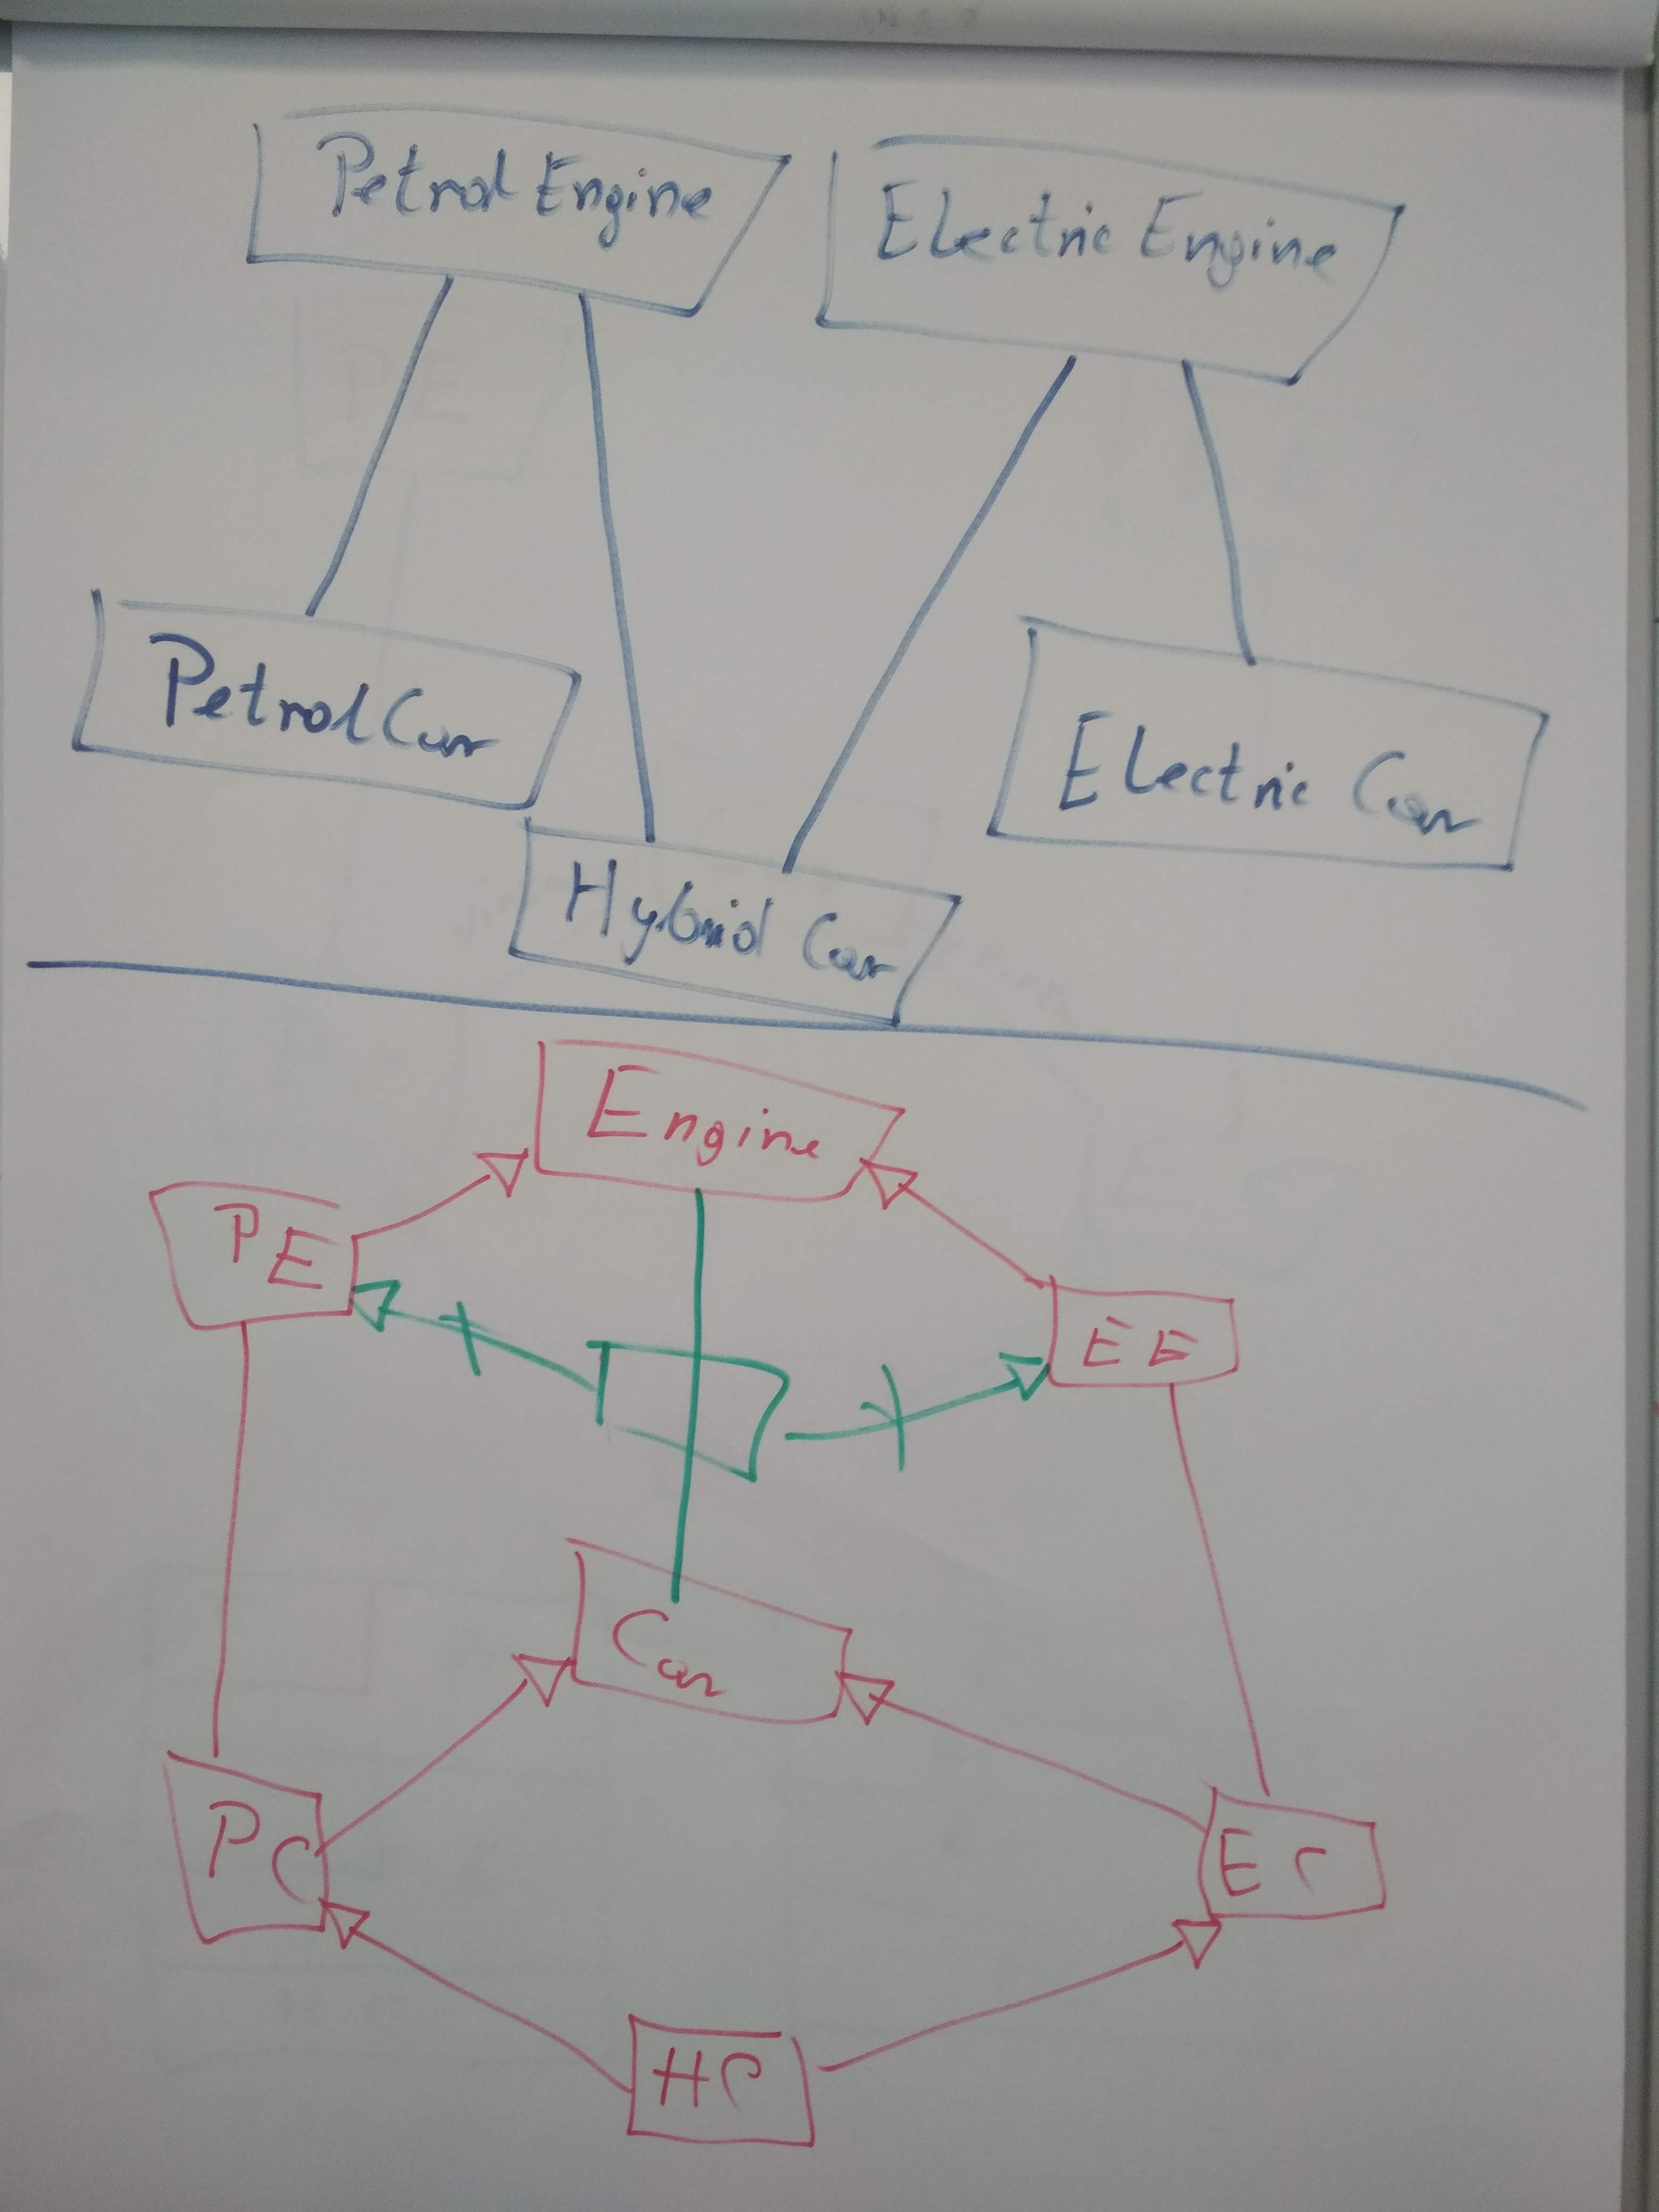 Petrol Engine
Electric Engine
Petrol Car
Electric Car
Hybrid Car
Engine
PE
EE
Car
PC
EC
HC